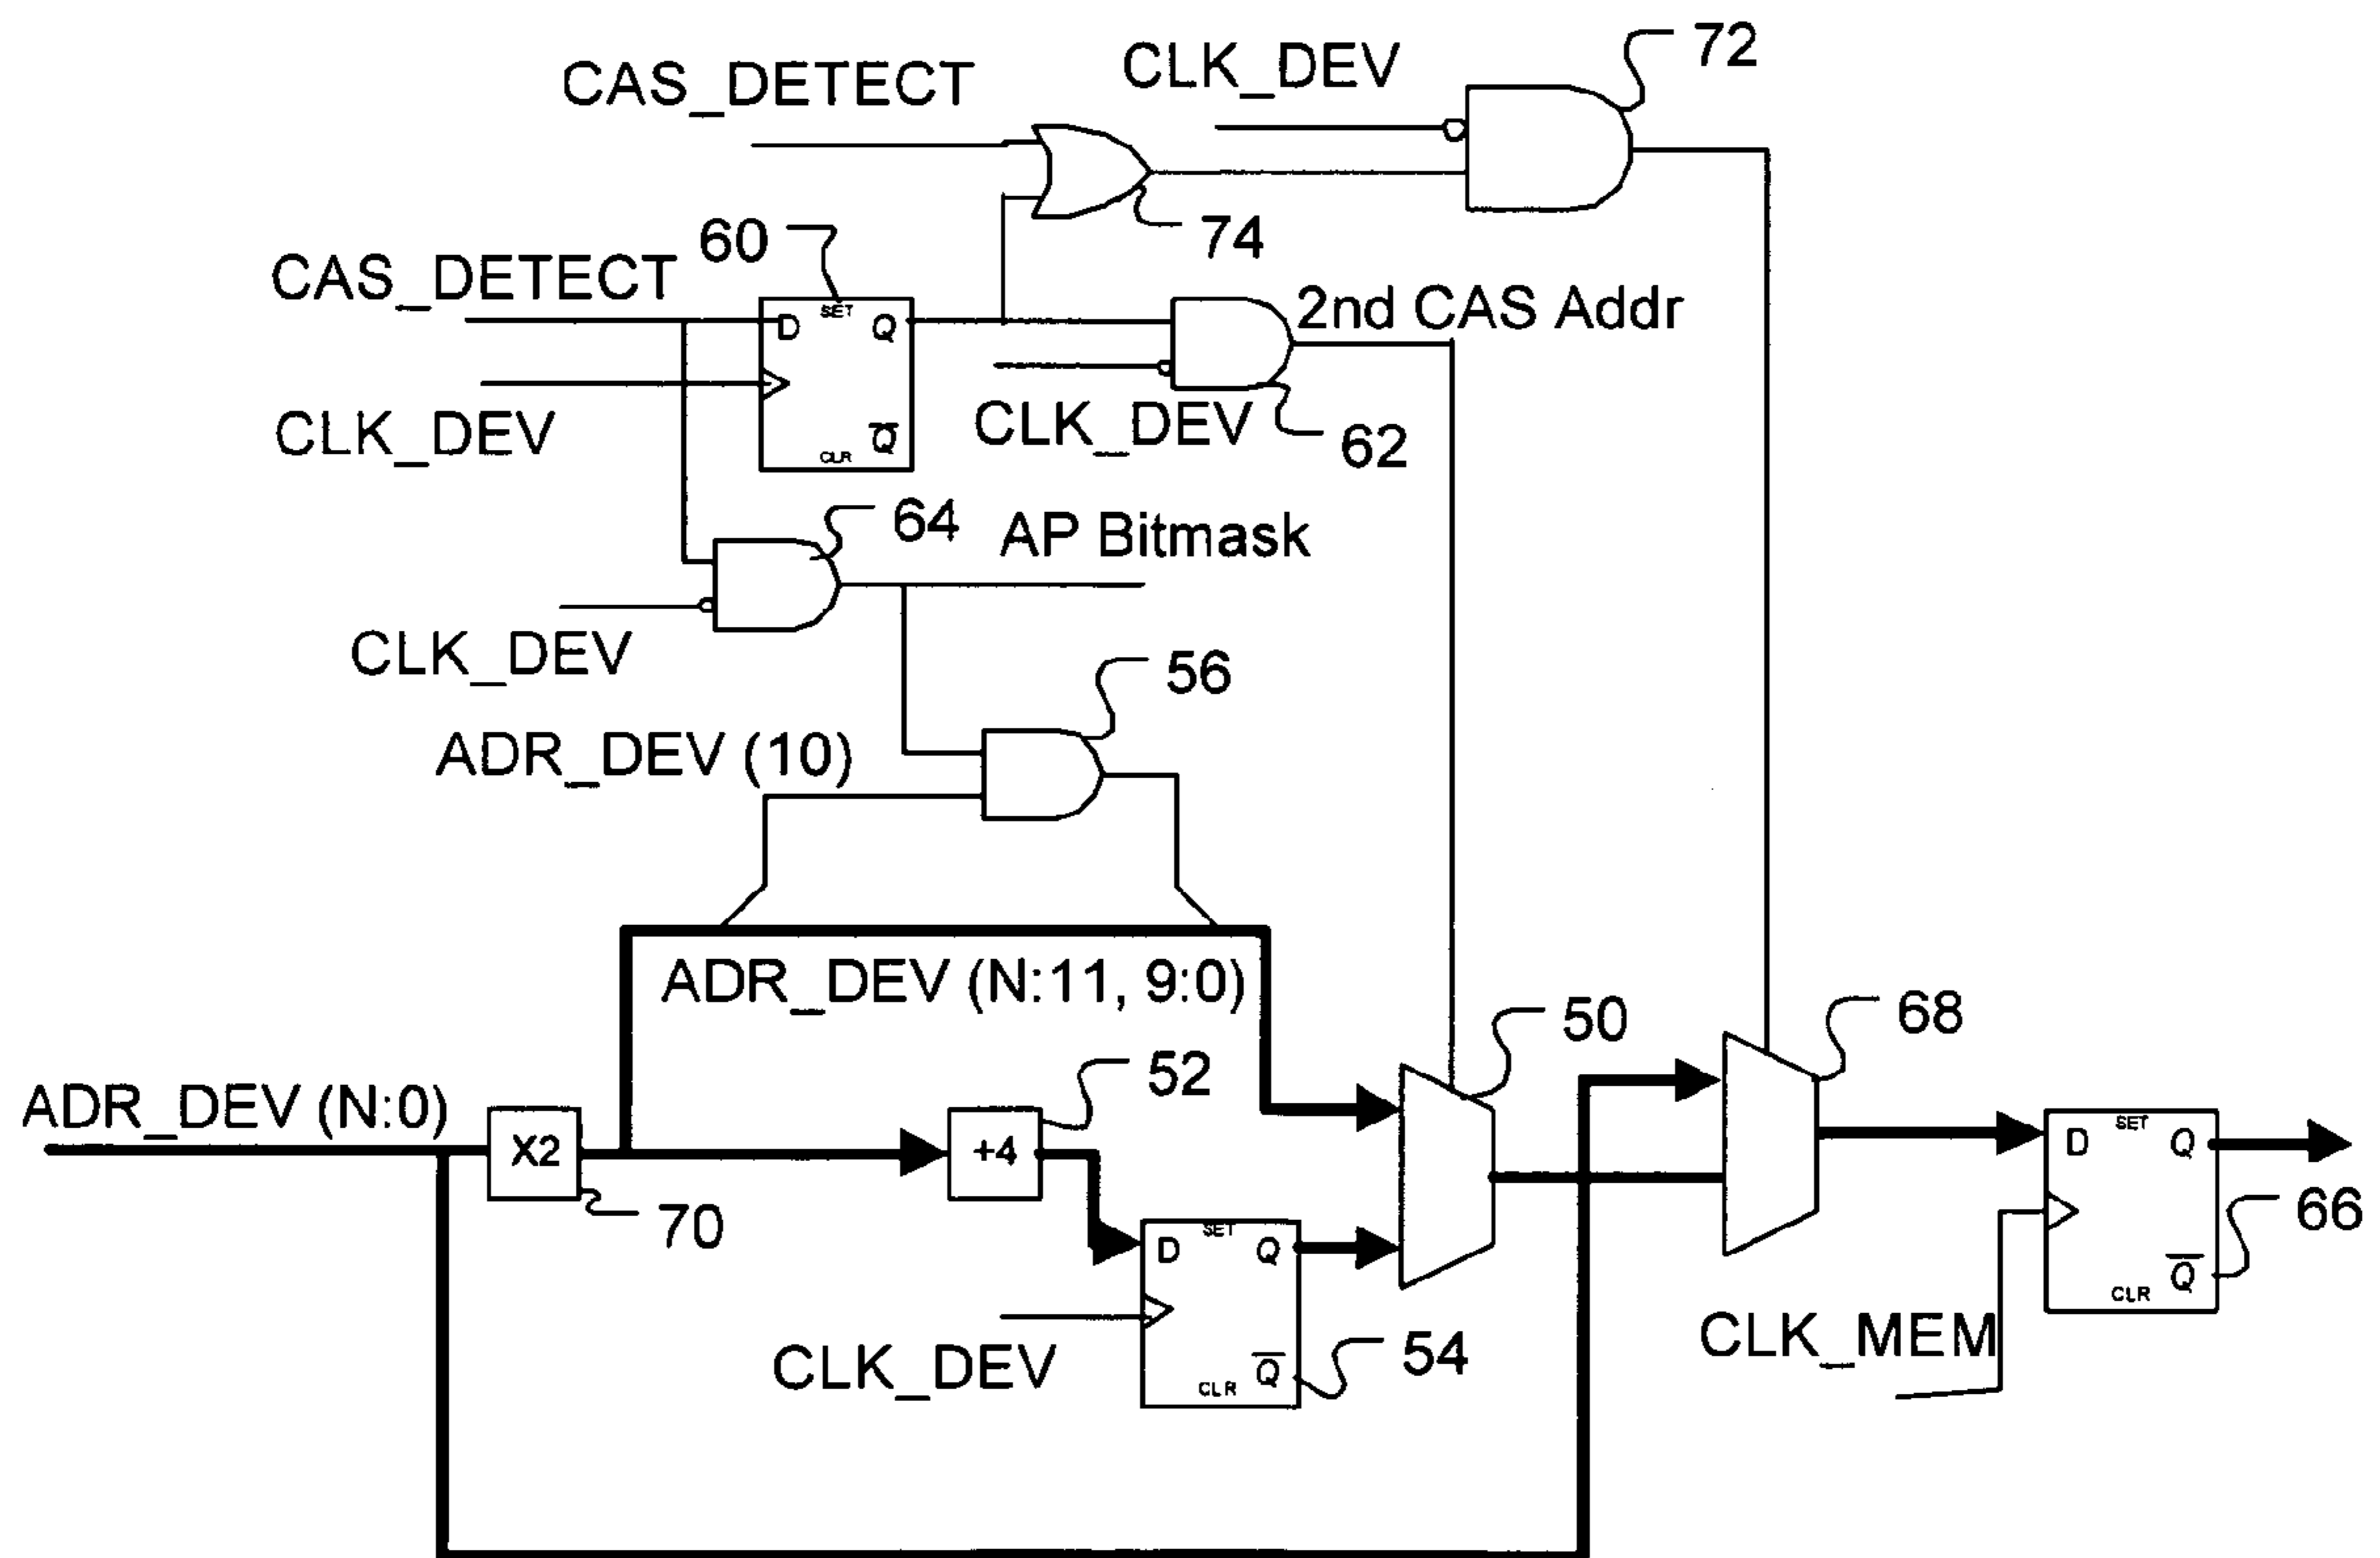 CLK_DEV
72
CAS_DETECT
74
60
CAS_DETECT
SET
D
Q
2nd CAS Addr
CLK_DEV
Q
CLR
CLK_DEV
62
64
AP Bitmask
CLK_DEV
56
ADR_DEV (10)
ADR_DEV (N:11, 9:0)
50
68
52
ADR_DEV (N:0)
X2
+4
70
SET
D
Q
SET
D
Q
66
Q
CLR
CLK_MEM
CLK_DEV
Q
CLR
54